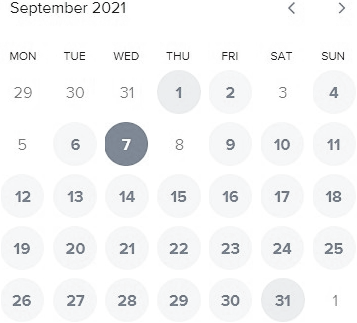 September 2021
MON TUE WED THU FRI SAT SUN
29 30 31 1 2 3 4
5 6 7 8 9 10 11
12 13 14 15 16 17 18
19 20 21 22 23 24 25
26 27 28 29 30 31 1